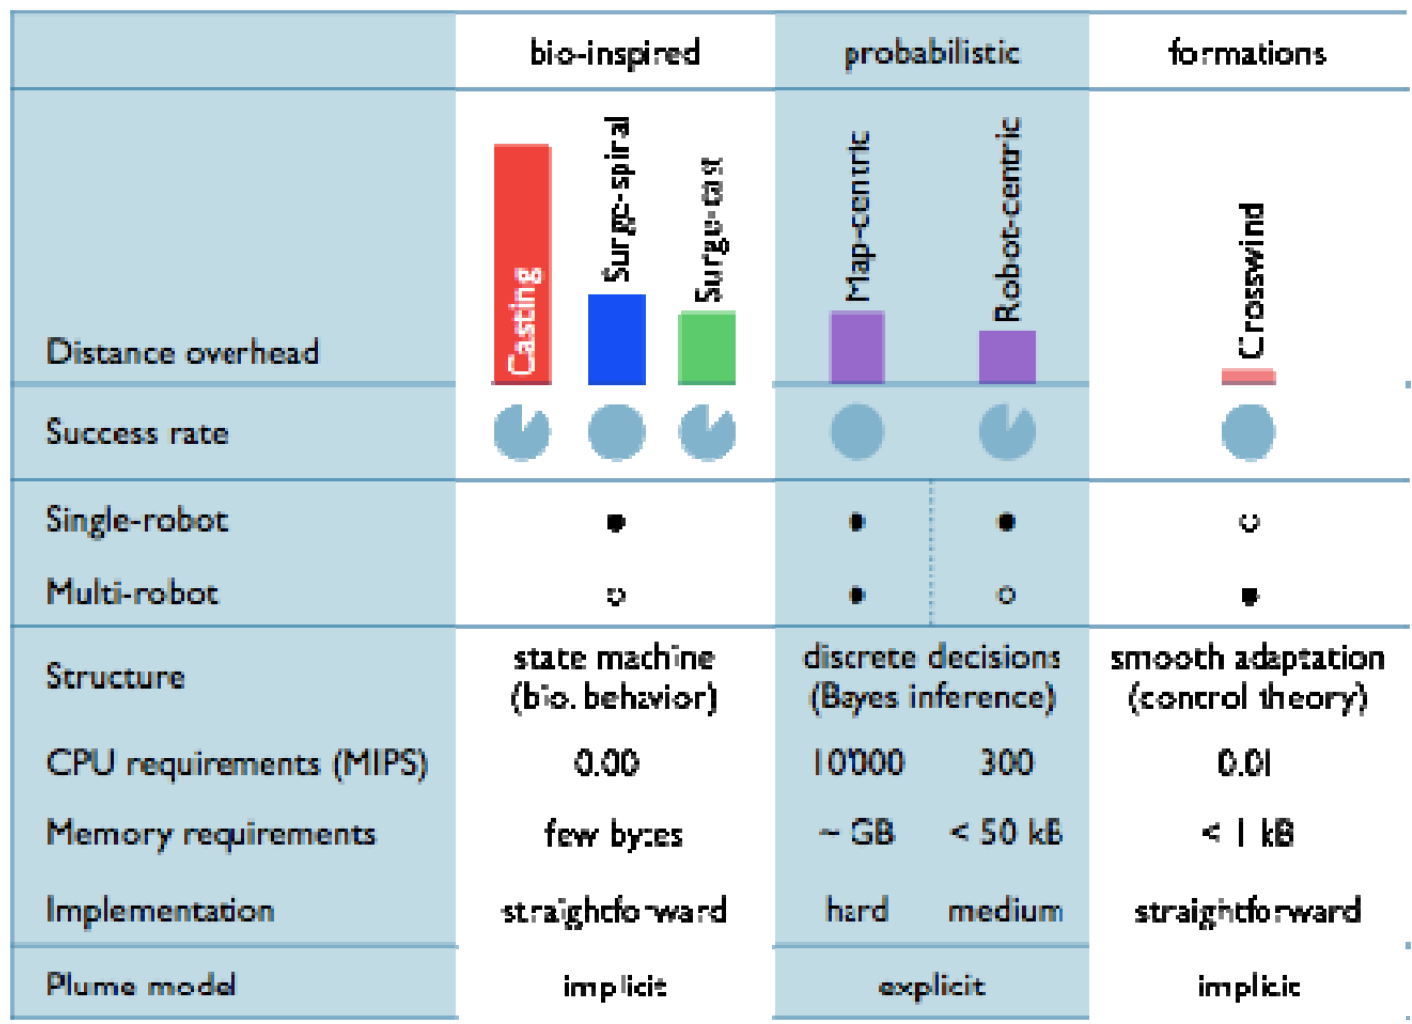 bio-inspired probabilistic formations
Casting Surge-spiral Surge-cast Map-centric Robot-centric Crosswind
Distance overhead
Success rate
Single-robot
Multi-robot
Structure state machine (bio. behavior) discrete decisions (Bayes inference) smooth adaptation (control theory)
CPU requirements (MIPS) 0.00 10'000 300 0.01
Memory requirements few bytes ~ GB < 50 kB < 1 kB
Implementation straightforward hard medium straightforward
Plume model implicit explicit implicit